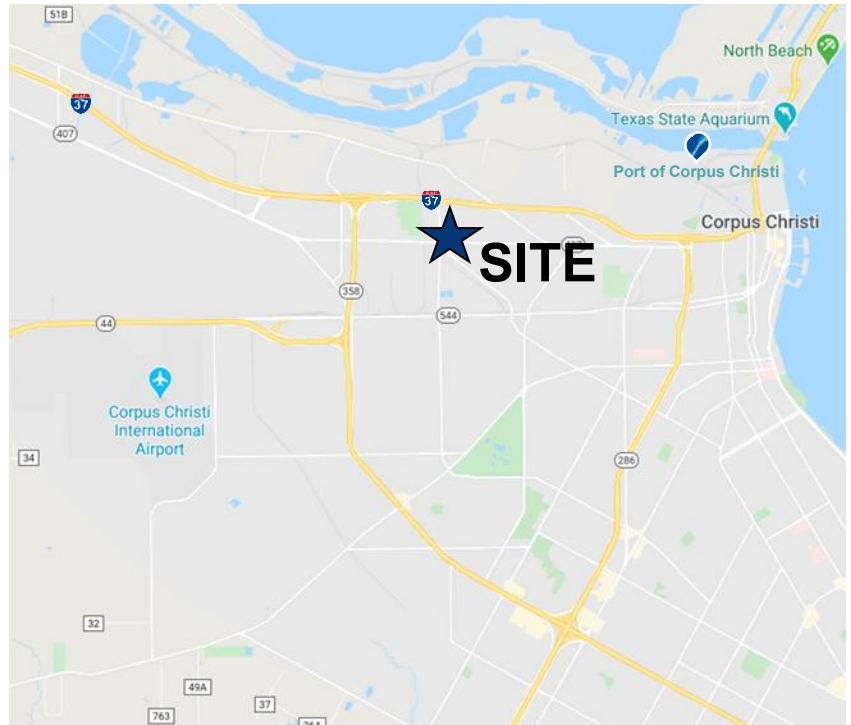 51B
North Beach
37
407
Texas State Aquarium
Port of Corpus Christi
37
Corpus Christi
SITE
358
44
544
Corpus Christi
International
Airport
34
286
32
49A
37
763